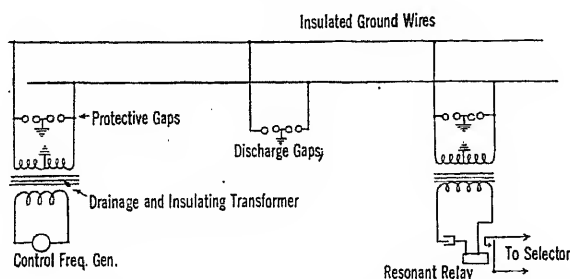 Insulated Ground Wires
Protective Gaps
Discharge Gaps
Drainage and Insulating Transformer
Control Freq. Gen.
To Selector
Resonant Relay